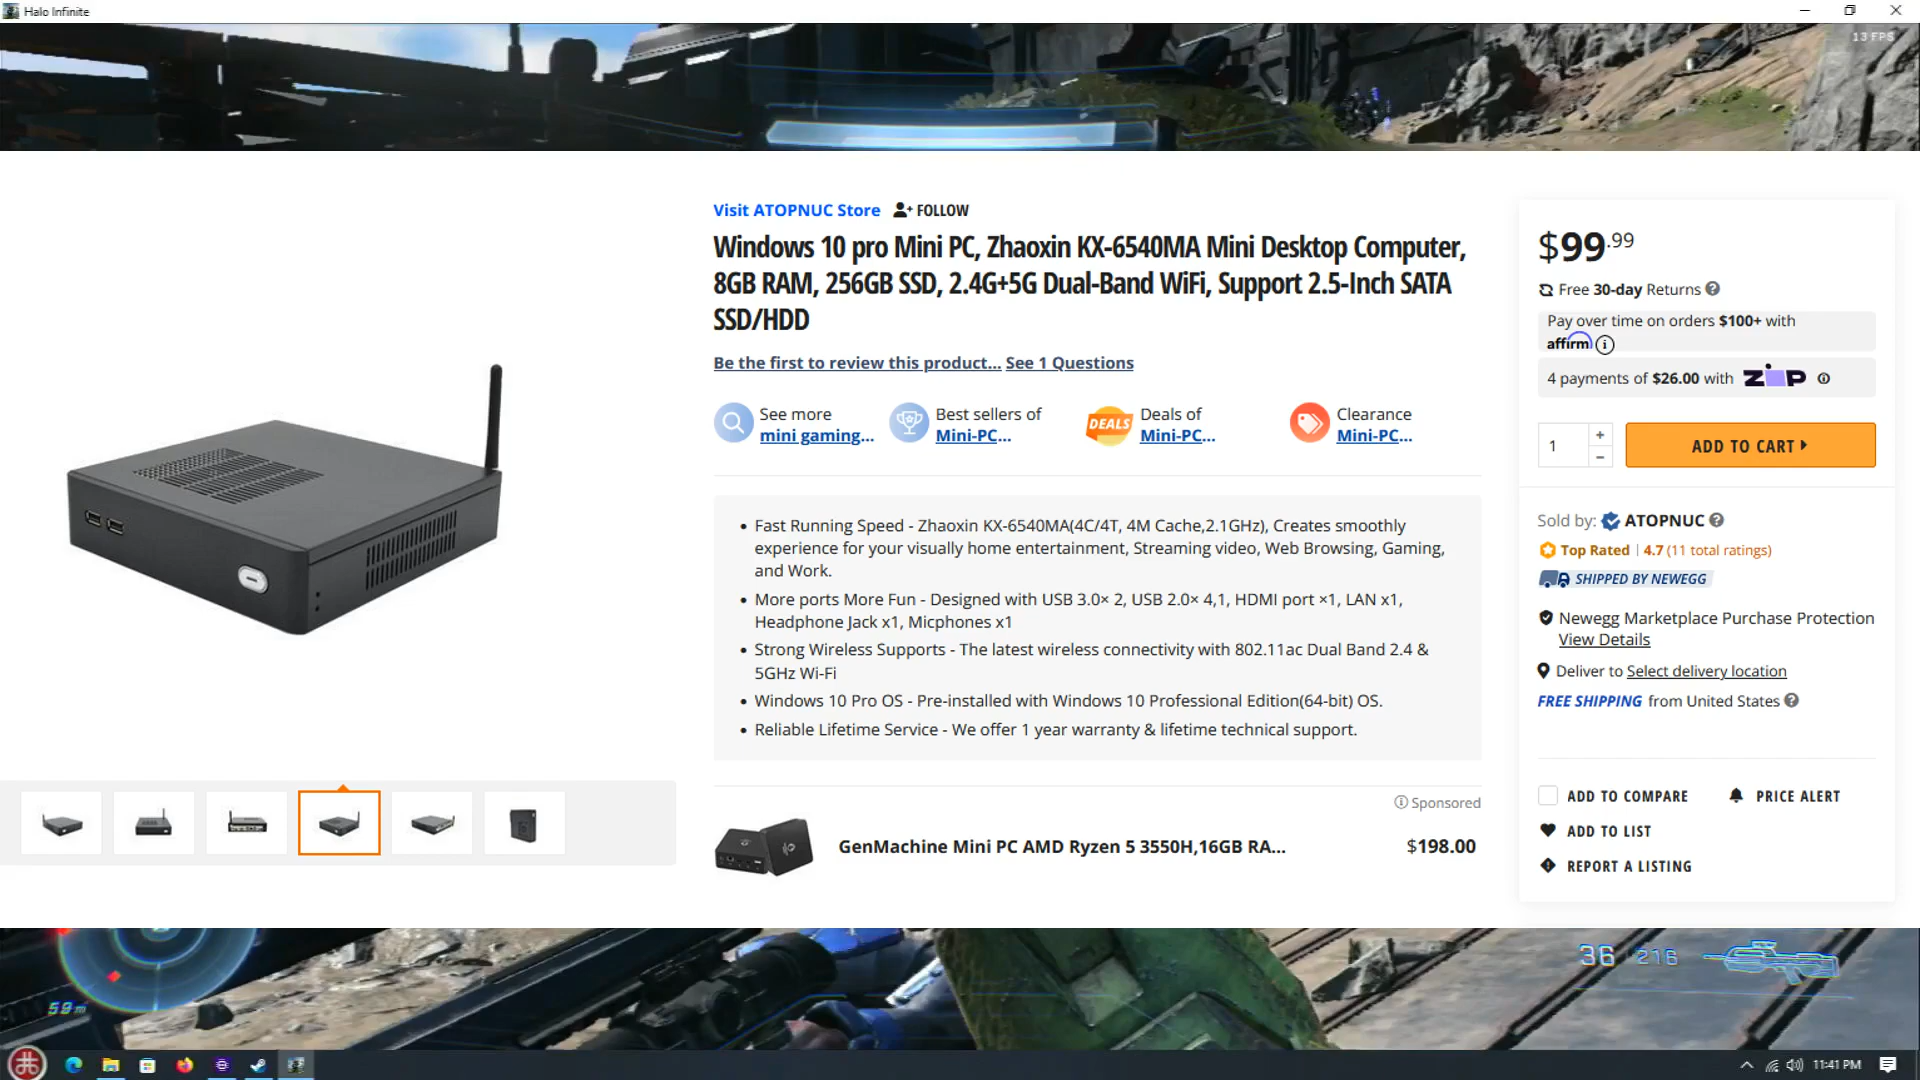 Halo Infinite
13 FPS
Visit ATOPNUC Store FOLLOW
Windows 10 pro Mini PC, Zhaoxin KX-6540MA Mini Desktop Computer,
8GB RAM, 256GB SSD, 2.4G+5G Dual-Band WiFi, Support 2.5-Inch SATA
SSD/HDD
Be the first to review this product... See 1 Questions
See more
mini gaming...
Best sellers of
Mini-PC...
DEALS
Deals of
Mini-PC...
Clearance
Mini-PC...
• Fast Running Speed - Zhaoxin KX-6540MA(4C/4T, 4M Cache,2.1GHz), Creates smoothly
experience for your visually home entertainment, Streaming video, Web Browsing, Gaming,
and Work.
• More ports More Fun - Designed with USB 3.0× 2, USB 2.0× 4,1, HDMI port ×1, LAN x1,
Headphone Jack x1, Micphones x1
• Strong Wireless Supports - The latest wireless connectivity with 802.11ac Dual Band 2.4 &
5GHz Wi-Fi
• Windows 10 Pro OS - Pre-installed with Windows 10 Professional Edition(64-bit) OS.
• Reliable Lifetime Service - We offer 1 year warranty & lifetime technical support.
Sponsored
GenMachine Mini PC AMD Ryzen 5 3550H,16GB RA... $198.00
$99.99
Free 30-day Returns
Pay over time on orders $100+ with
affirm
4 payments of $26.00 with ZIP
1 + −
ADD TO CART
Sold by: ATOPNUC
Top Rated | 4.7 (11 total ratings)
SHIPPED BY NEWEGG
Newegg Marketplace Purchase Protection
View Details
Deliver to Select delivery location
FREE SHIPPING from United States
ADD TO COMPARE PRICE ALERT
ADD TO LIST
REPORT A LISTING
36 216
59m
11:41 PM